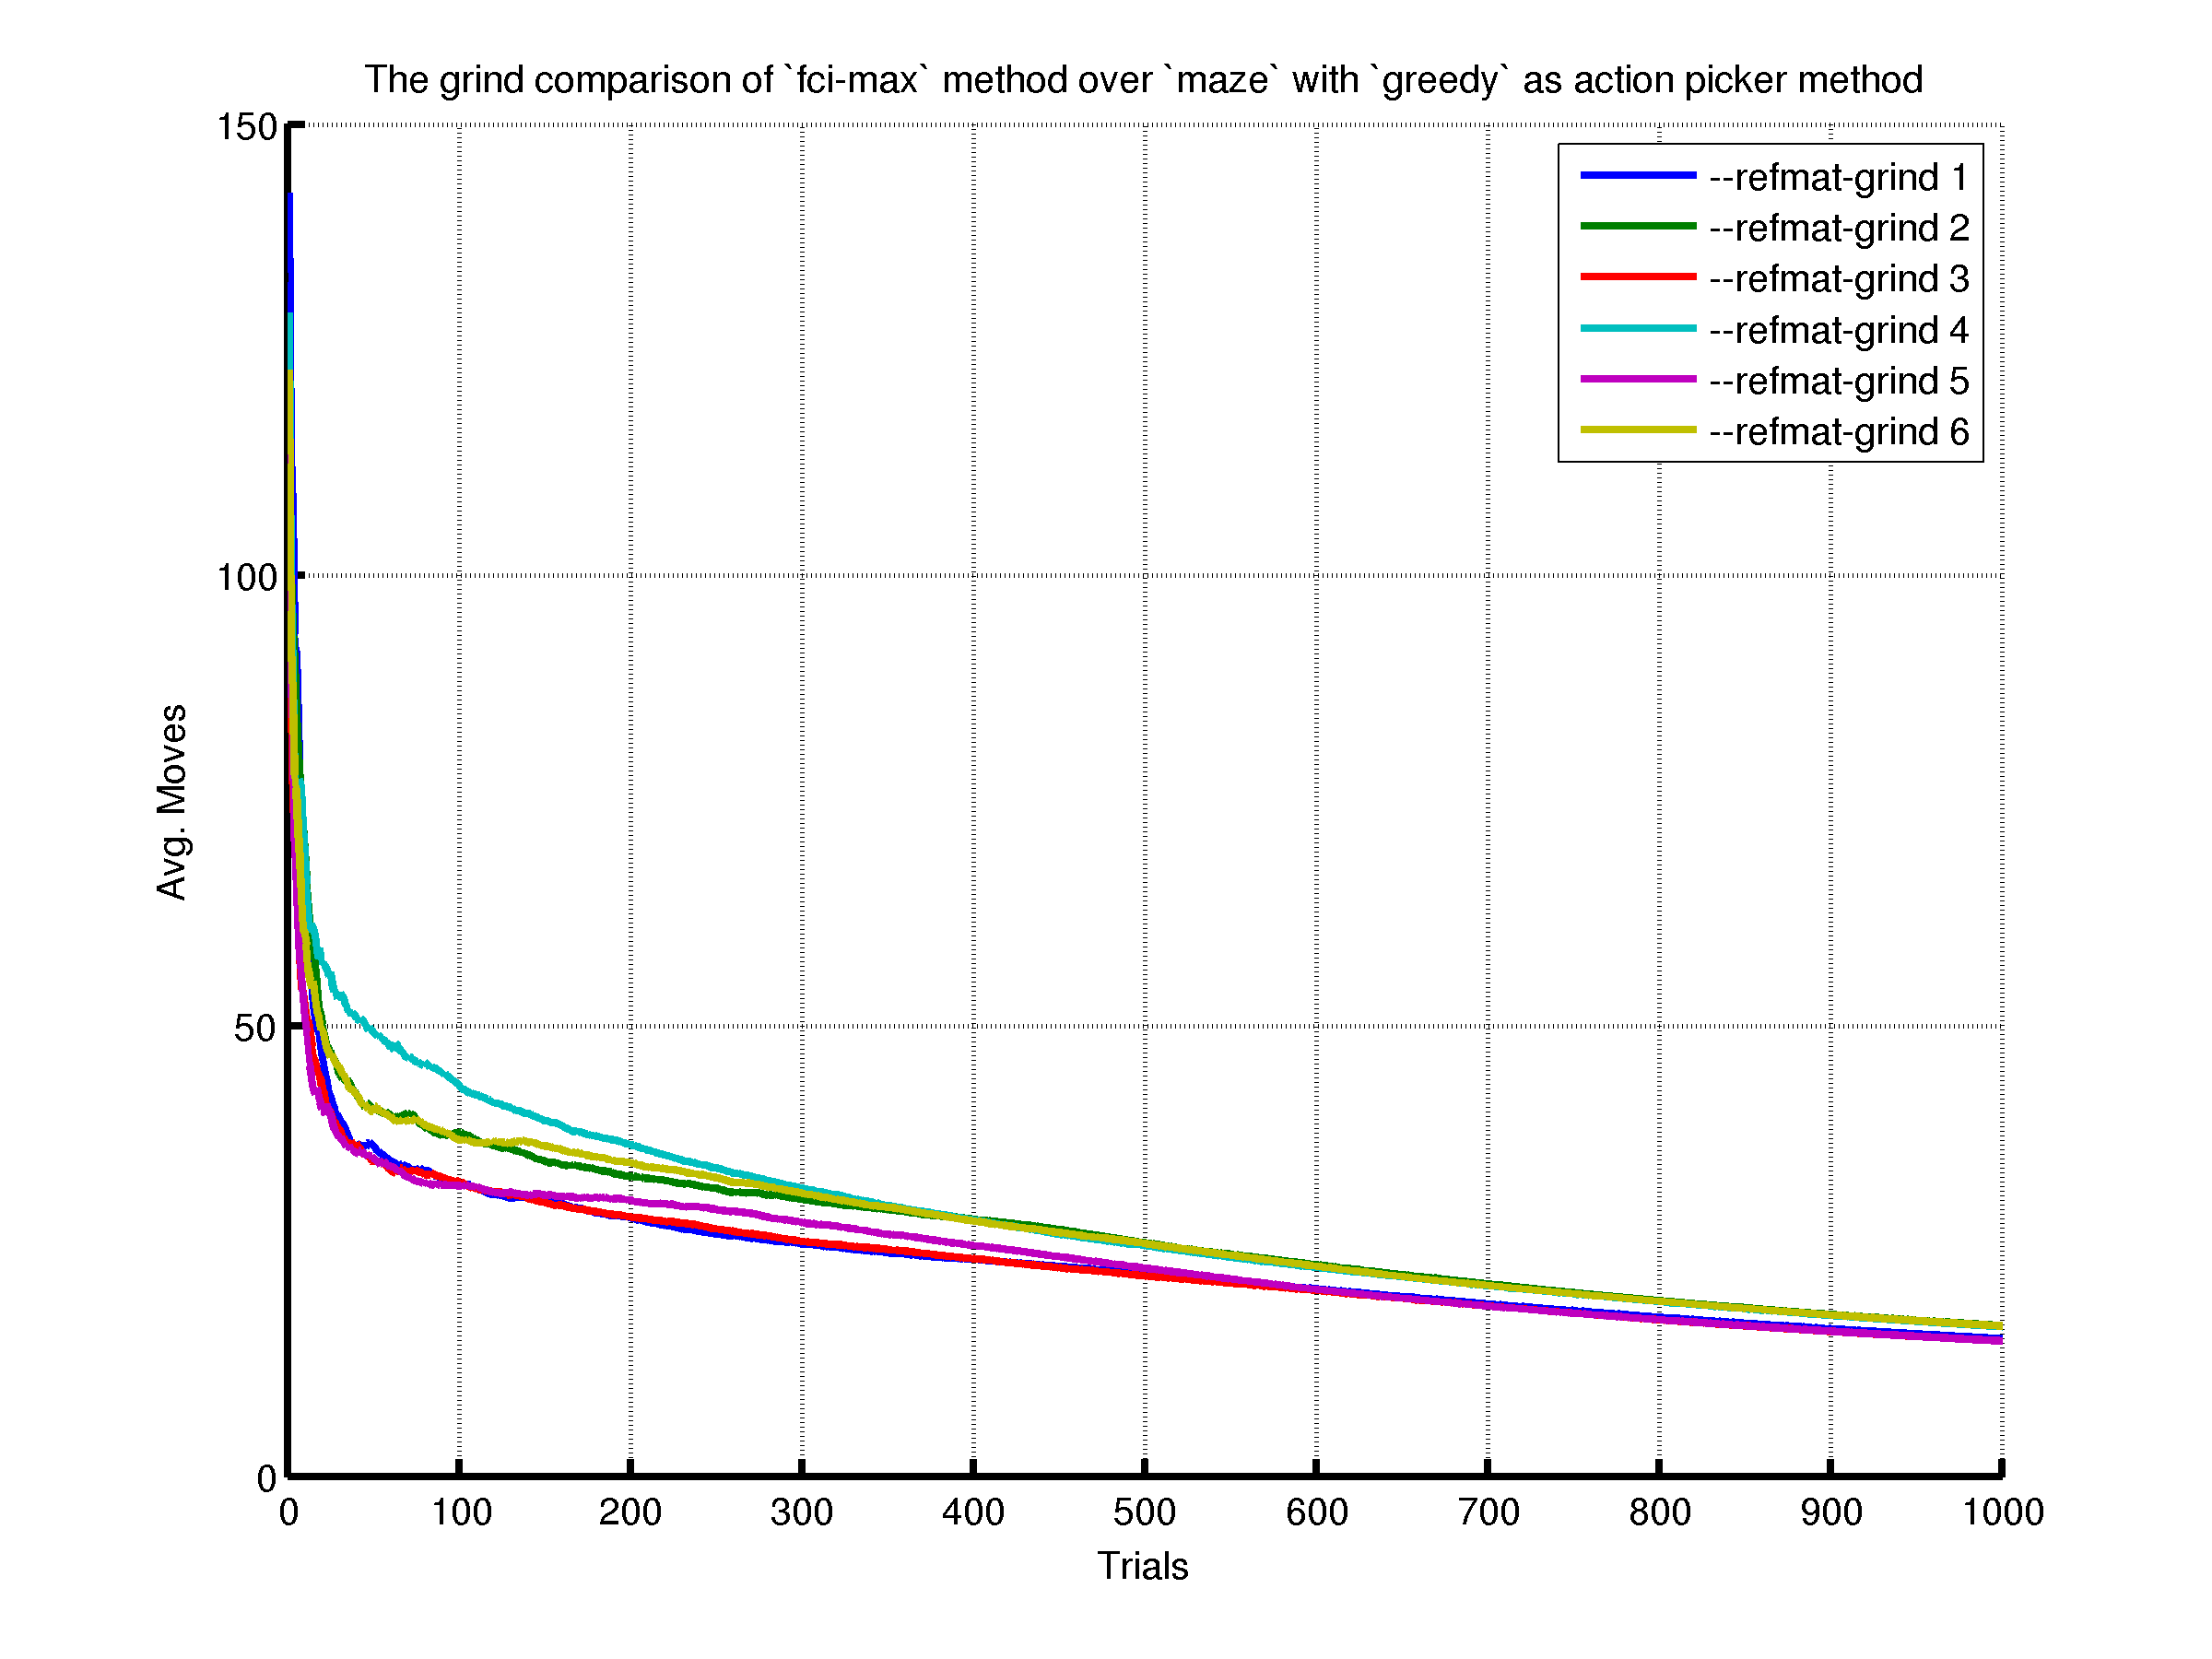 The grind comparison of `fci-max` method over `maze` with `greedy` as action picker method
150
100
50
0
Avg. Moves
--refmat-grind 1
--refmat-grind 2
--refmat-grind 3
--refmat-grind 4
--refmat-grind 5
--refmat-grind 6
0 100 200 300 400 500 600 700 800 900 1000
Trials